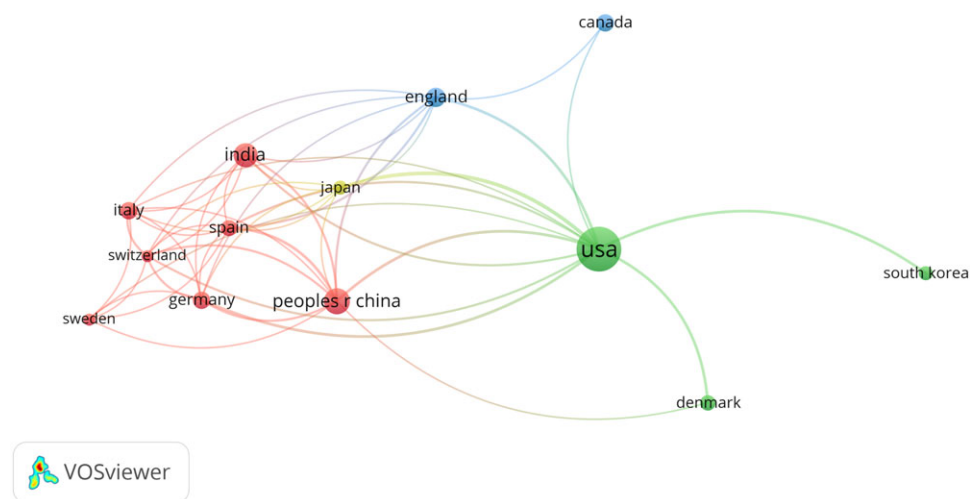 canada
england
india
japan
italy
spain
switzerland
usa
south korea
germany
peoples r china
sweden
denmark
VOSviewer